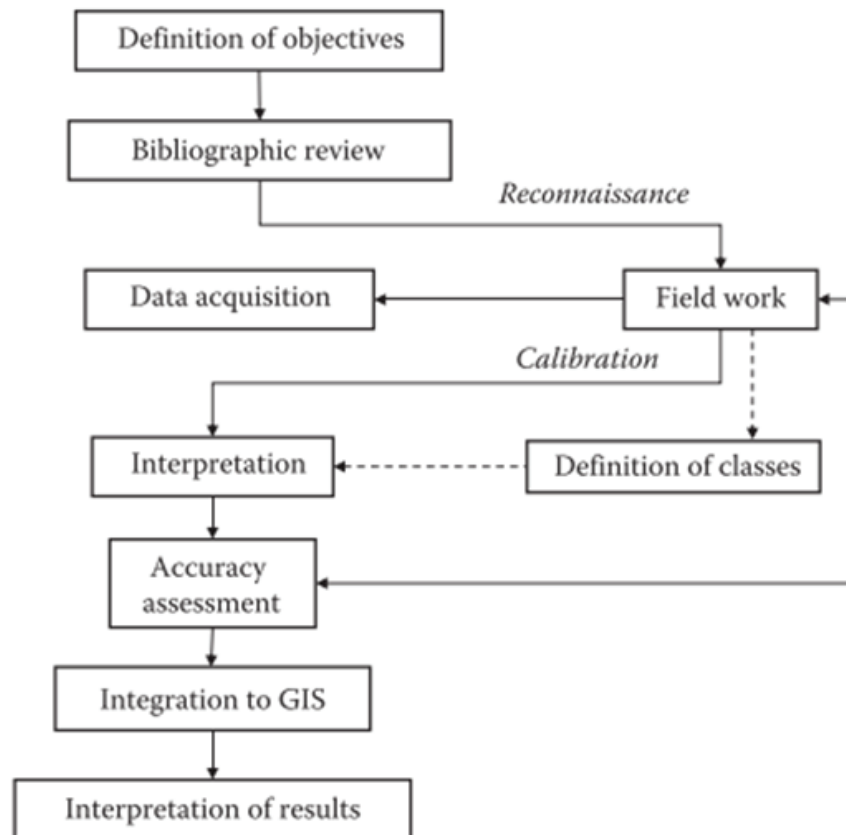 Definition of objectives
Bibliographic review
Reconnaissance
Data acquisition
Field work
Calibration
Interpretation
Definition of classes
Accuracy
assessment
Integration to GIS
Interpretation of results